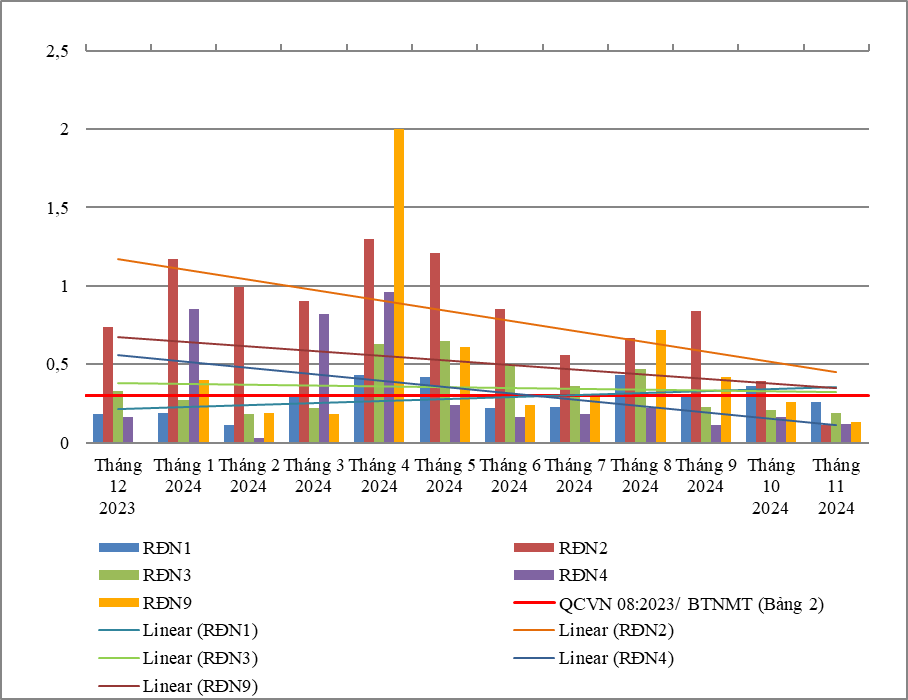 2,5
2
1,5
1
0,5
0
Tháng 12 2023
Tháng 1 2024
Tháng 2 2024
Tháng 3 2024
Tháng 4 2024
Tháng 5 2024
Tháng 6 2024
Tháng 7 2024
Tháng 8 2024
Tháng 9 2024
Tháng 10 2024
Tháng 11 2024
RĐN1
RĐN2
RĐN3
RĐN4
RĐN9
QCVN 08:2023/ BTNMT (Bảng 2)
Linear (RĐN1)
Linear (RĐN2)
Linear (RĐN3)
Linear (RĐN4)
Linear (RĐN9)